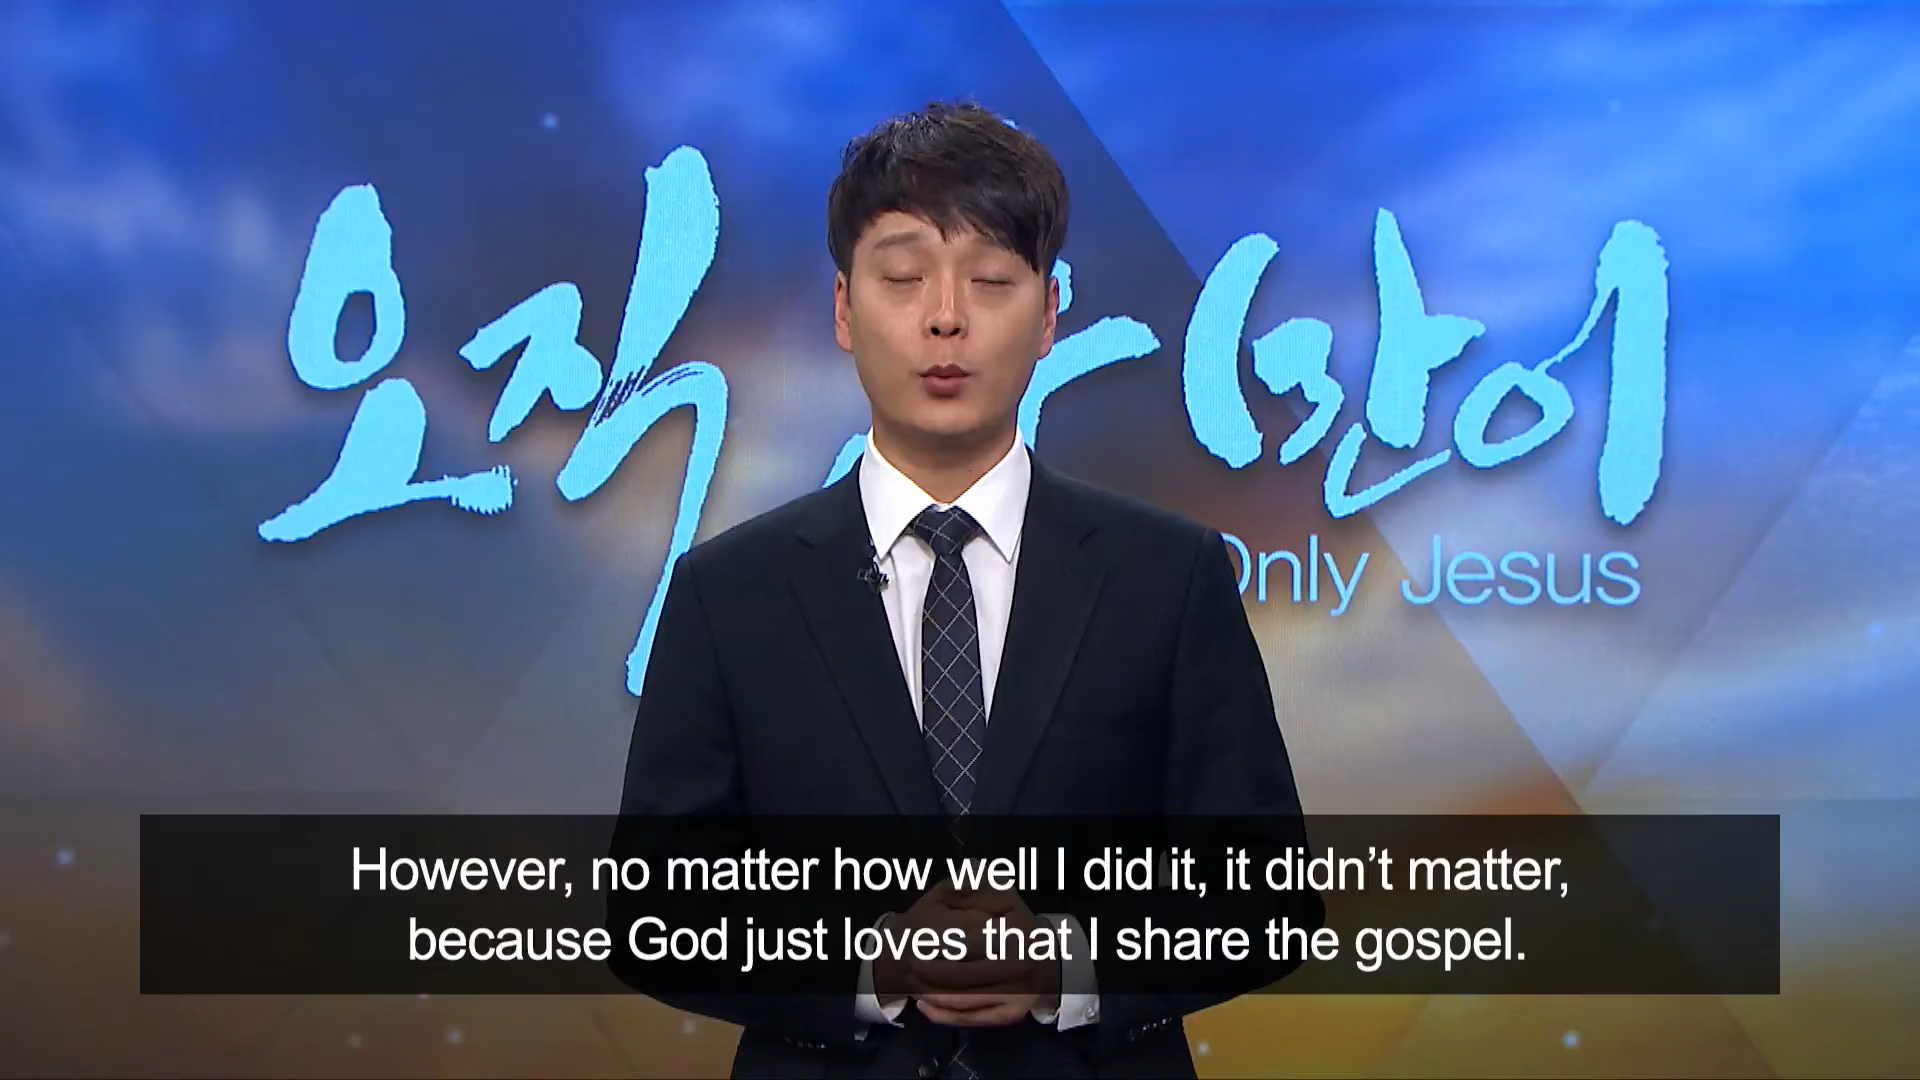 오직 만이
Only Jesus
However, no matter how well I did it, it didn’t matter,
because God just loves that I share the gospel.